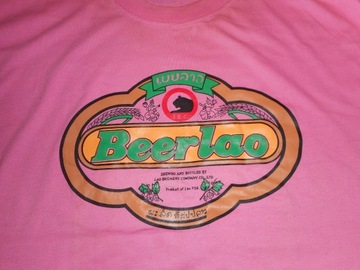 ເບຍລາວ
Beerlao
BREWING AND BOTTLED BY
LAO BREWERY COMPANY CO., LTD.
Product of Lao PDR